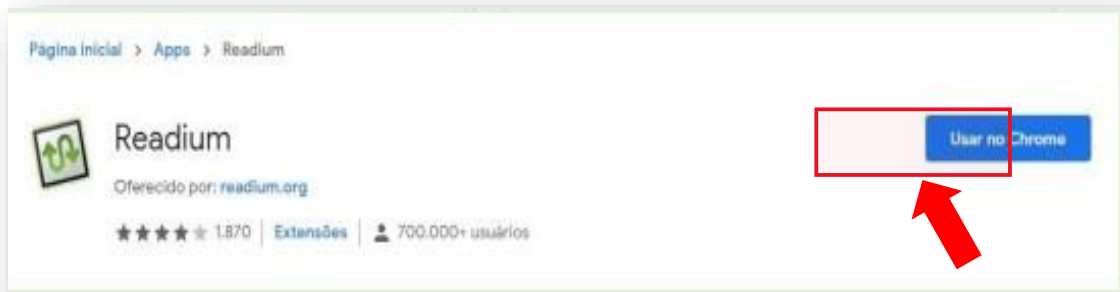 Página inicial > Apps > Readium
Readium
Usar no Chrome
Oferecido por: readium.org
1.870 | Extensões | 700.000+ usuários